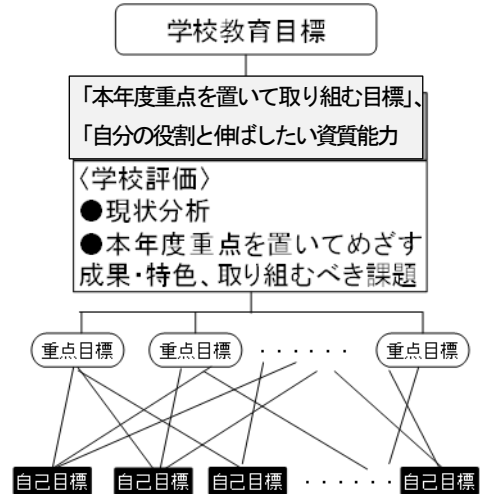 学校教育目標
「本年度重点を置いて取り組む目標」、
「自分の役割と伸ばしたい資質能力
〈学校評価〉
●現状分析
●本年度重点を置いてめざす
成果・特色、取り組むべき課題
重点目標 重点目標 ・・・・・・ 重点目標
自己目標 自己目標 自己目標 ・・・・・・ 自己目標